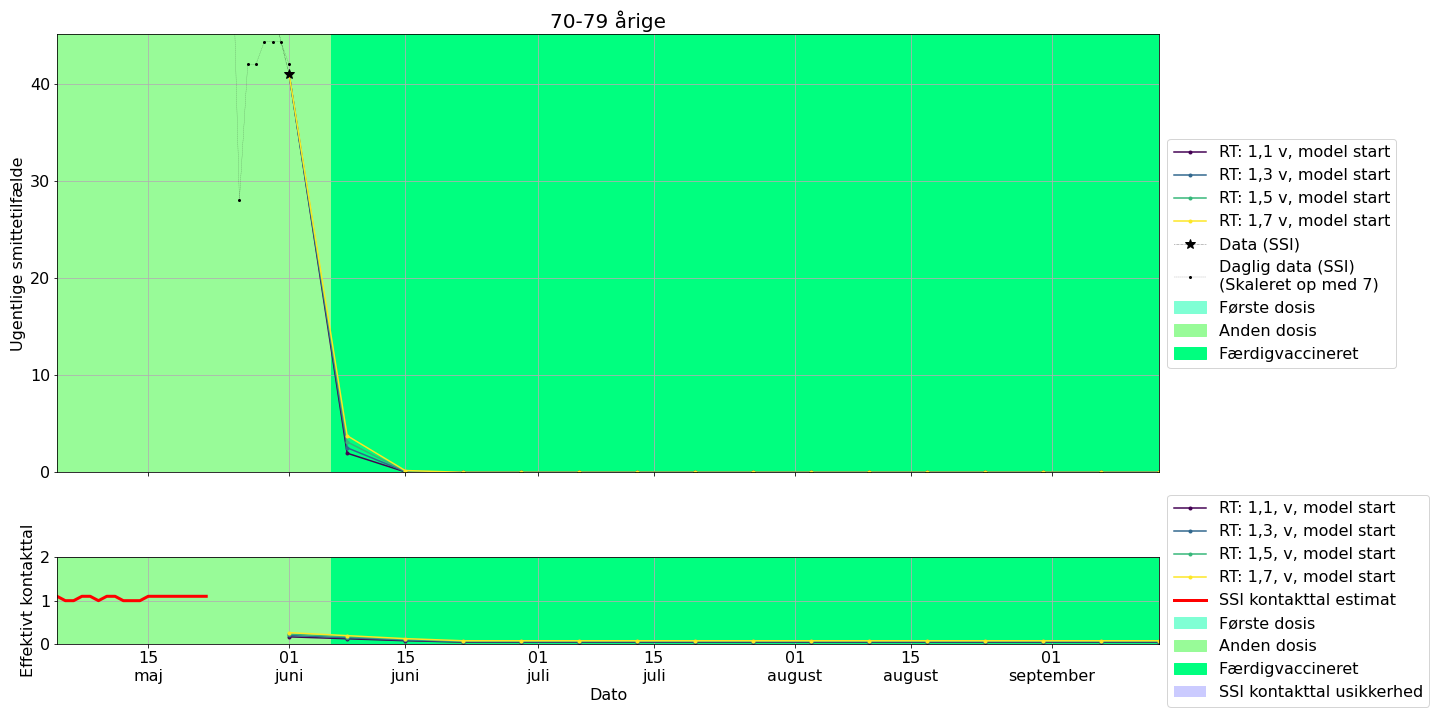 70-79 årige
Ugentlige smittetilfælde
40
30
20
10
0
RT: 1,1 v, model start
RT: 1,3 v, model start
RT: 1,5 v, model start
RT: 1,7 v, model start
Data (SSI)
Daglig data (SSI)
(Skaleret op med 7)
Første dosis
Anden dosis
Færdigvaccineret
Effektivt kontakttal
2
1
0
15 01 15 01 15 01 15 01
maj juni juni juli juli august august september
Dato
RT: 1,1, v, model start
RT: 1,3, v, model start
RT: 1,5, v, model start
RT: 1,7, v, model start
SSI kontakttal estimat
Første dosis
Anden dosis
Færdigvaccineret
SSI kontakttal usikkerhed